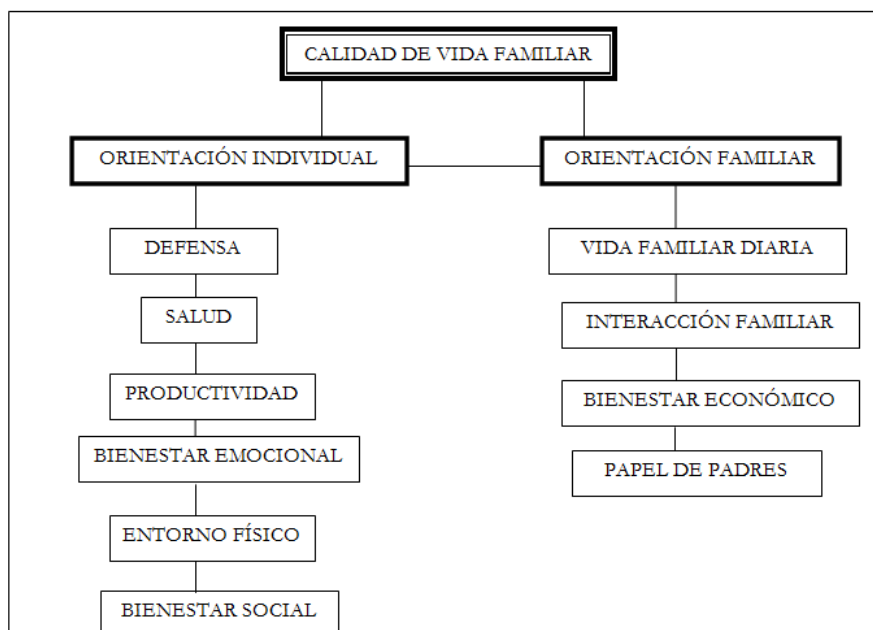 CALIDAD DE VIDA FAMILIAR
ORIENTACIÓN INDIVIDUAL
ORIENTACIÓN FAMILIAR
DEFENSA
SALUD
PRODUCTIVIDAD
BIENESTAR EMOCIONAL
ENTORNO FÍSICO
BIENESTAR SOCIAL
VIDA FAMILIAR DIARIA
INTERACCIÓN FAMILIAR
BIENESTAR ECONÓMICO
PAPEL DE PADRES